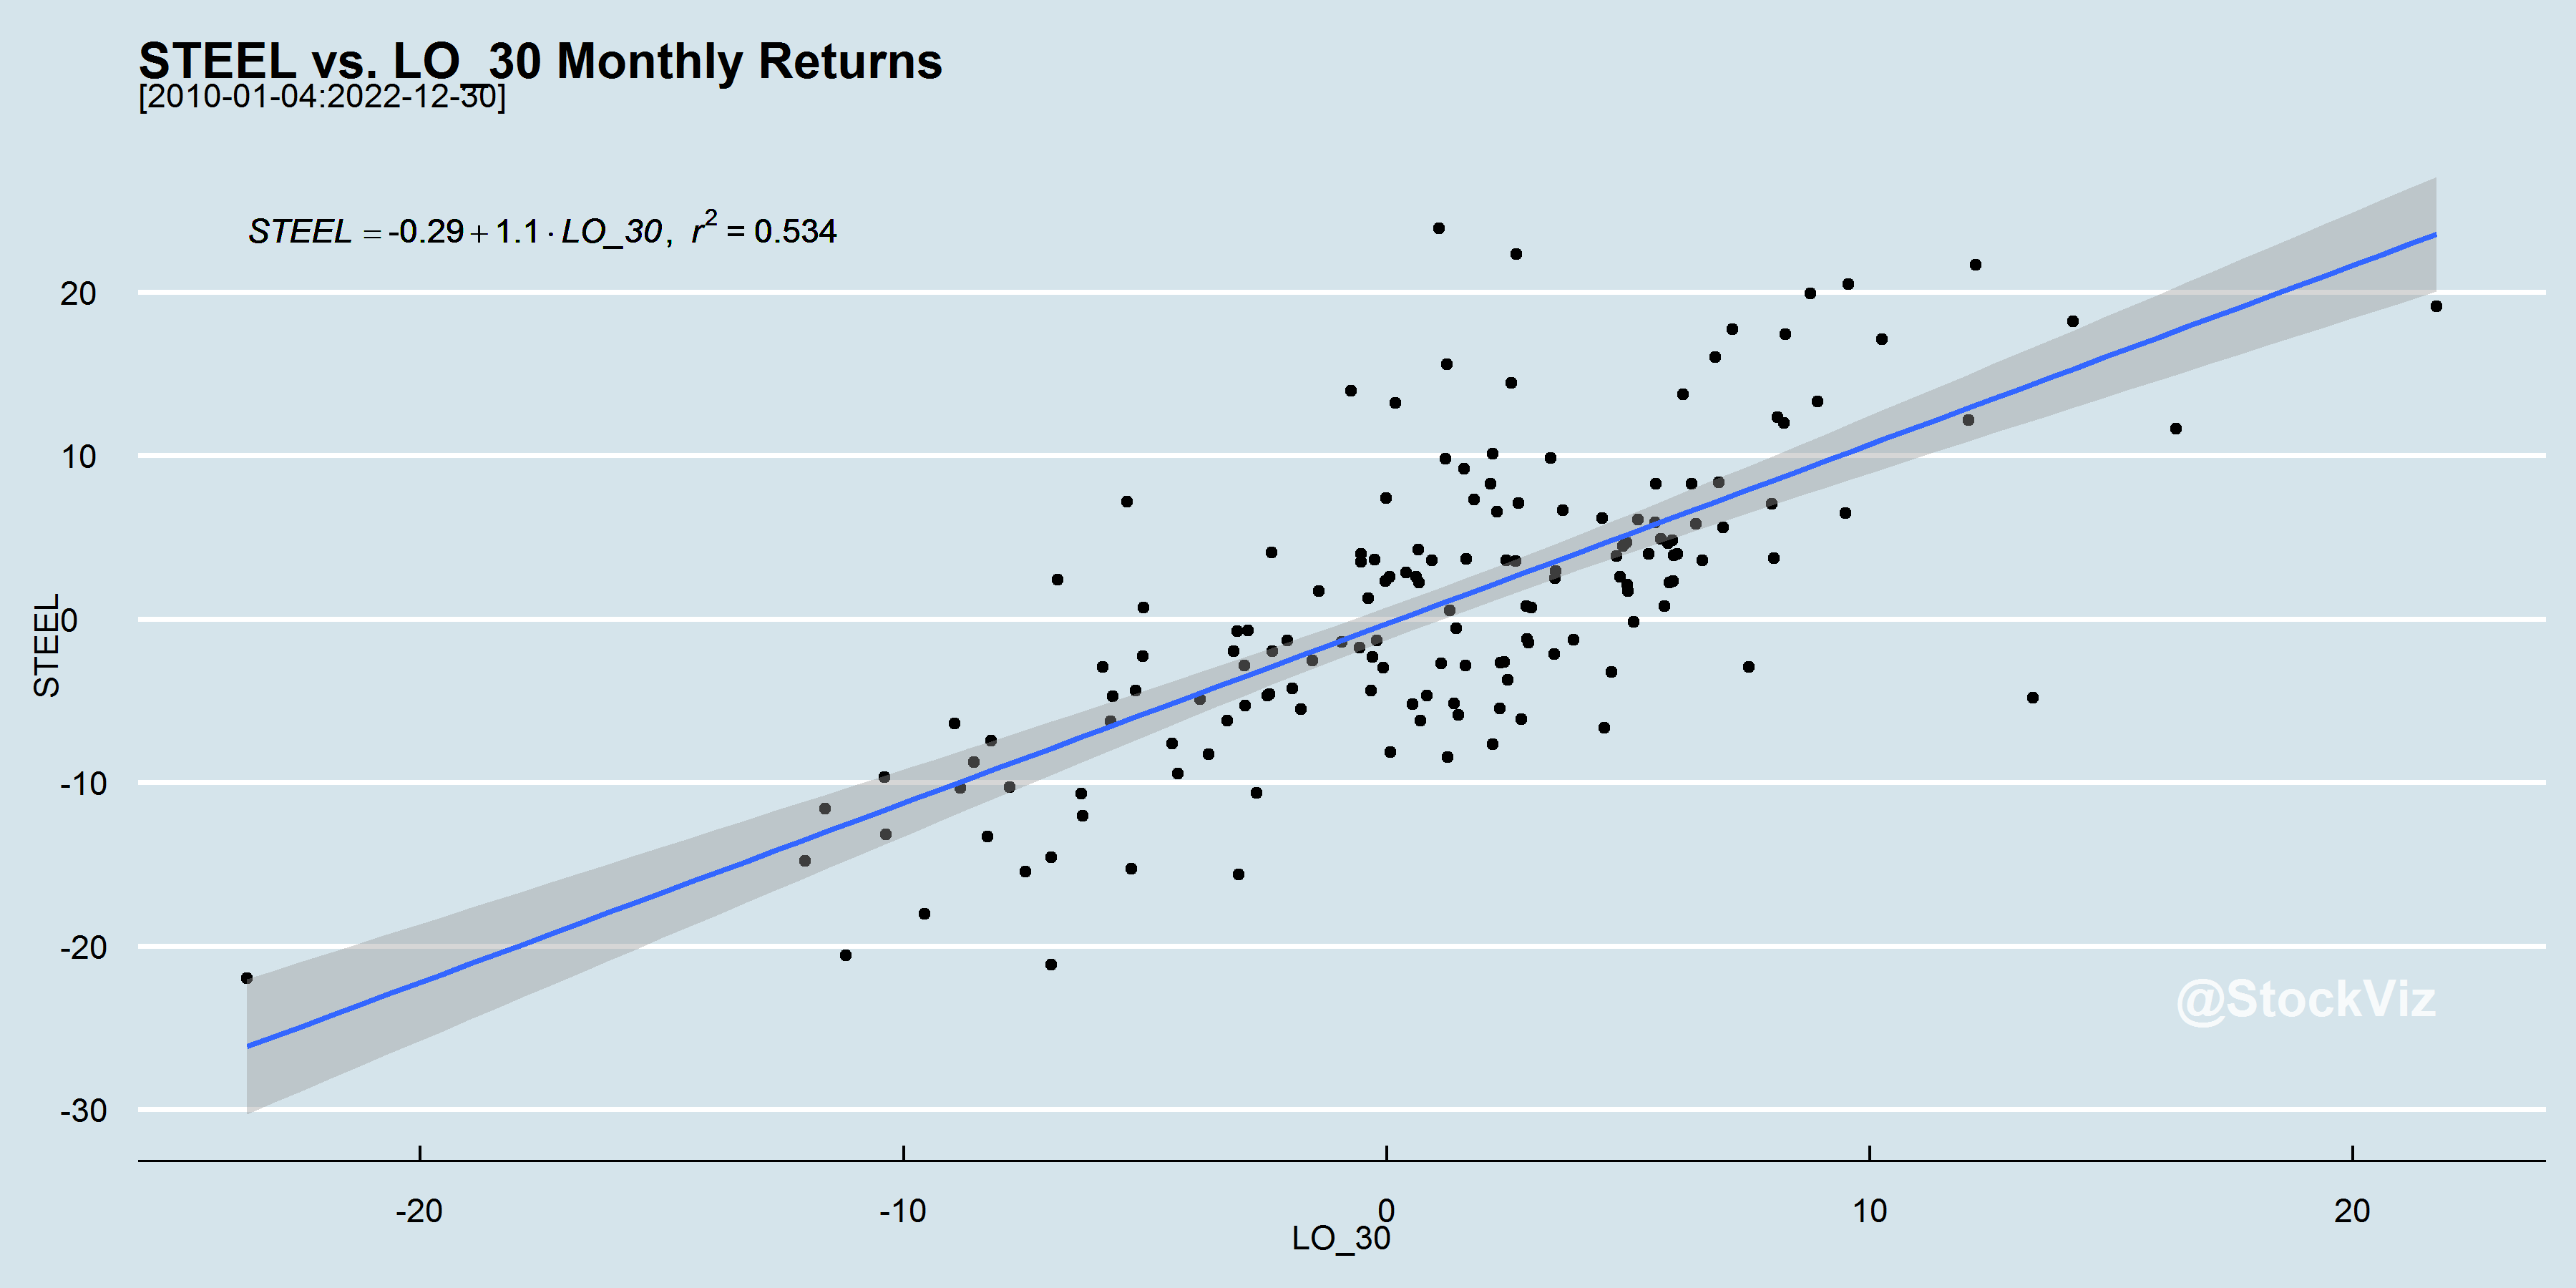 STEEL vs. LO_30 Monthly Returns
[2010-01-04:2022-12-30]
STEEL = -0.29 + 1.1 · LO_30, r² = 0.534
20
10
0
-10
-20
-30
STEEL
@StockViz
-20 -10 0 10 20
LO_30